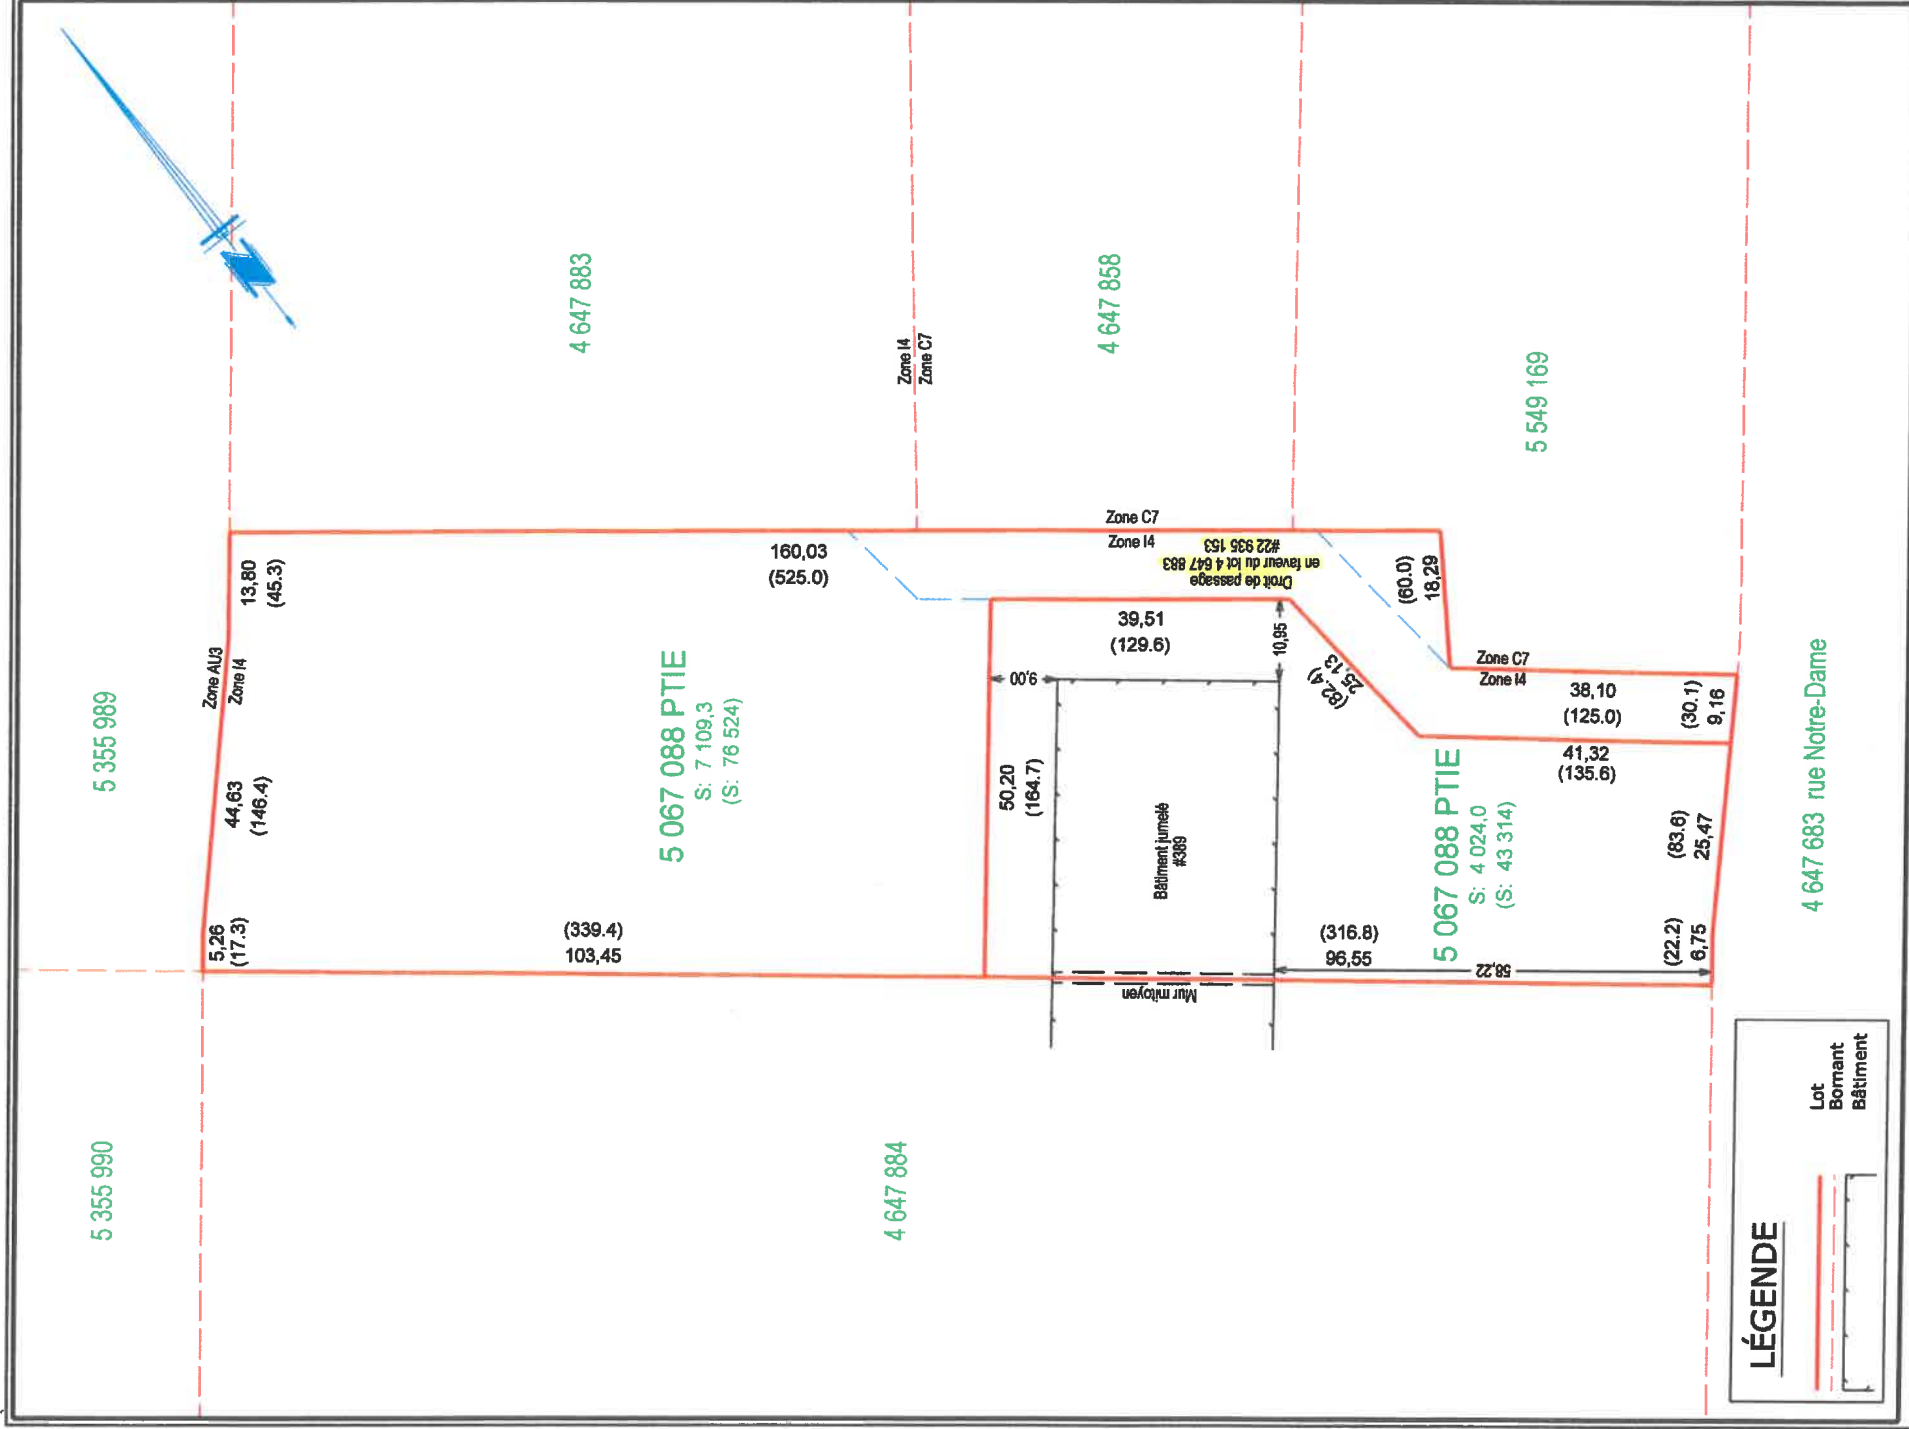 5 355 990
5 355 989
5,26
(17.3)
44,63
(146.4)
Zone AU3
Zone I4
13,80
(45.3)
4 647 883
(339.4)
103,45
5 067 088 PTIE
S: 7 109,3
(S: 76 524)
160,03
(525.0)
Zone I4
Zone C7
4 647 884
50,20
(164.7)
9,00
39,51
(129.6)
Zone C7
Zone I4
4 647 858
Droit de passage
en faveur du lot 4 647 883
#22 935 153
Bâtiment jumelé
#389
Mur mitoyen
10,95
(82.4)
25,13
(60.0)
18,29
5 549 169
(316.8)
96,55
58,22
5 067 088 PTIE
S: 4 024,0
(S: 43 314)
Zone C7
Zone I4
38,10
(125.0)
41,32
(135.6)
(22.2)
6,75
(83.6)
25,47
(30.1)
9,16
4 647 683 rue Notre-Dame
LÉGENDE
Lot
Bornant
Bâtiment